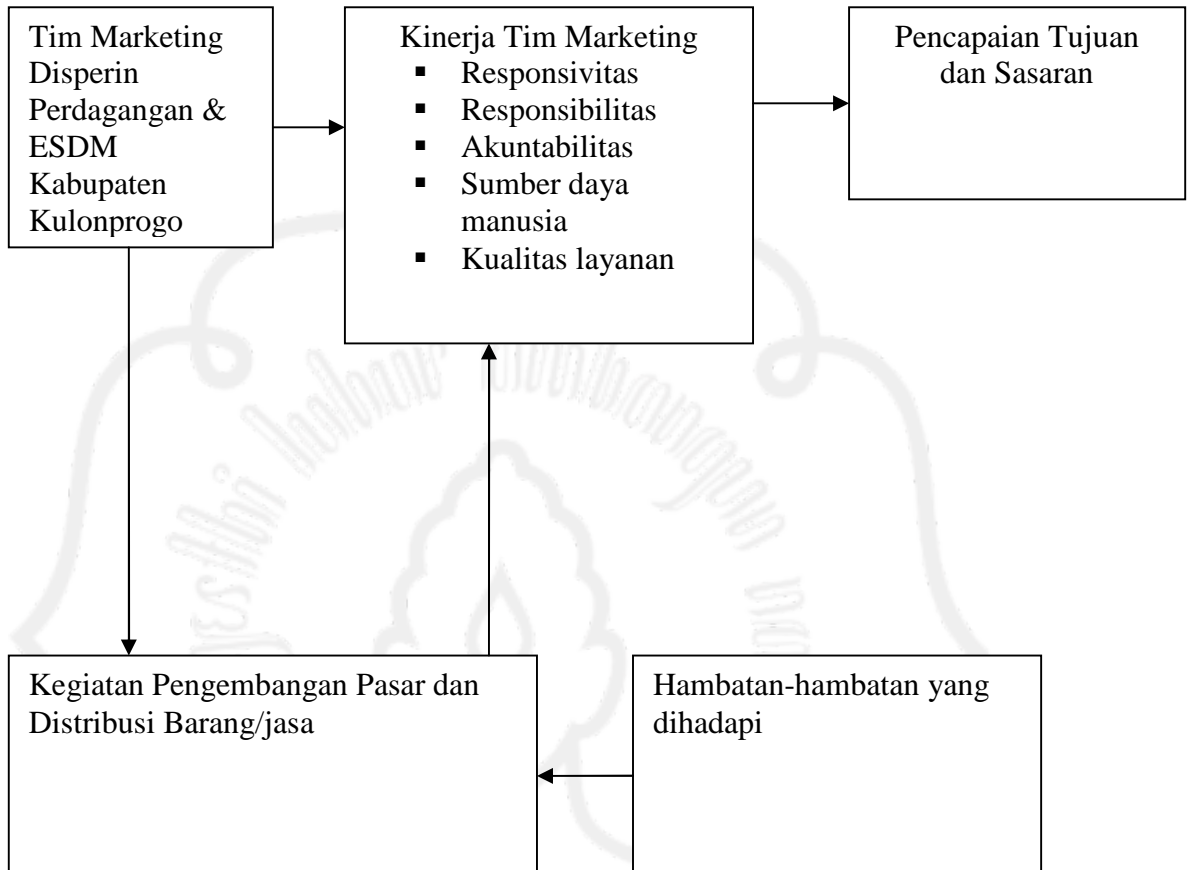 Tim Marketing
Disperin
Perdagangan &
ESDM
Kabupaten
Kulonprogo
Kinerja Tim Marketing
▪ Responsivitas
▪ Responsibilitas
▪ Akuntabilitas
▪ Sumber daya
manusia
▪ Kualitas layanan
Pencapaian Tujuan
dan Sasaran
Kegiatan Pengembangan Pasar dan
Distribusi Barang/jasa
Hambatan-hambatan yang
dihadapi